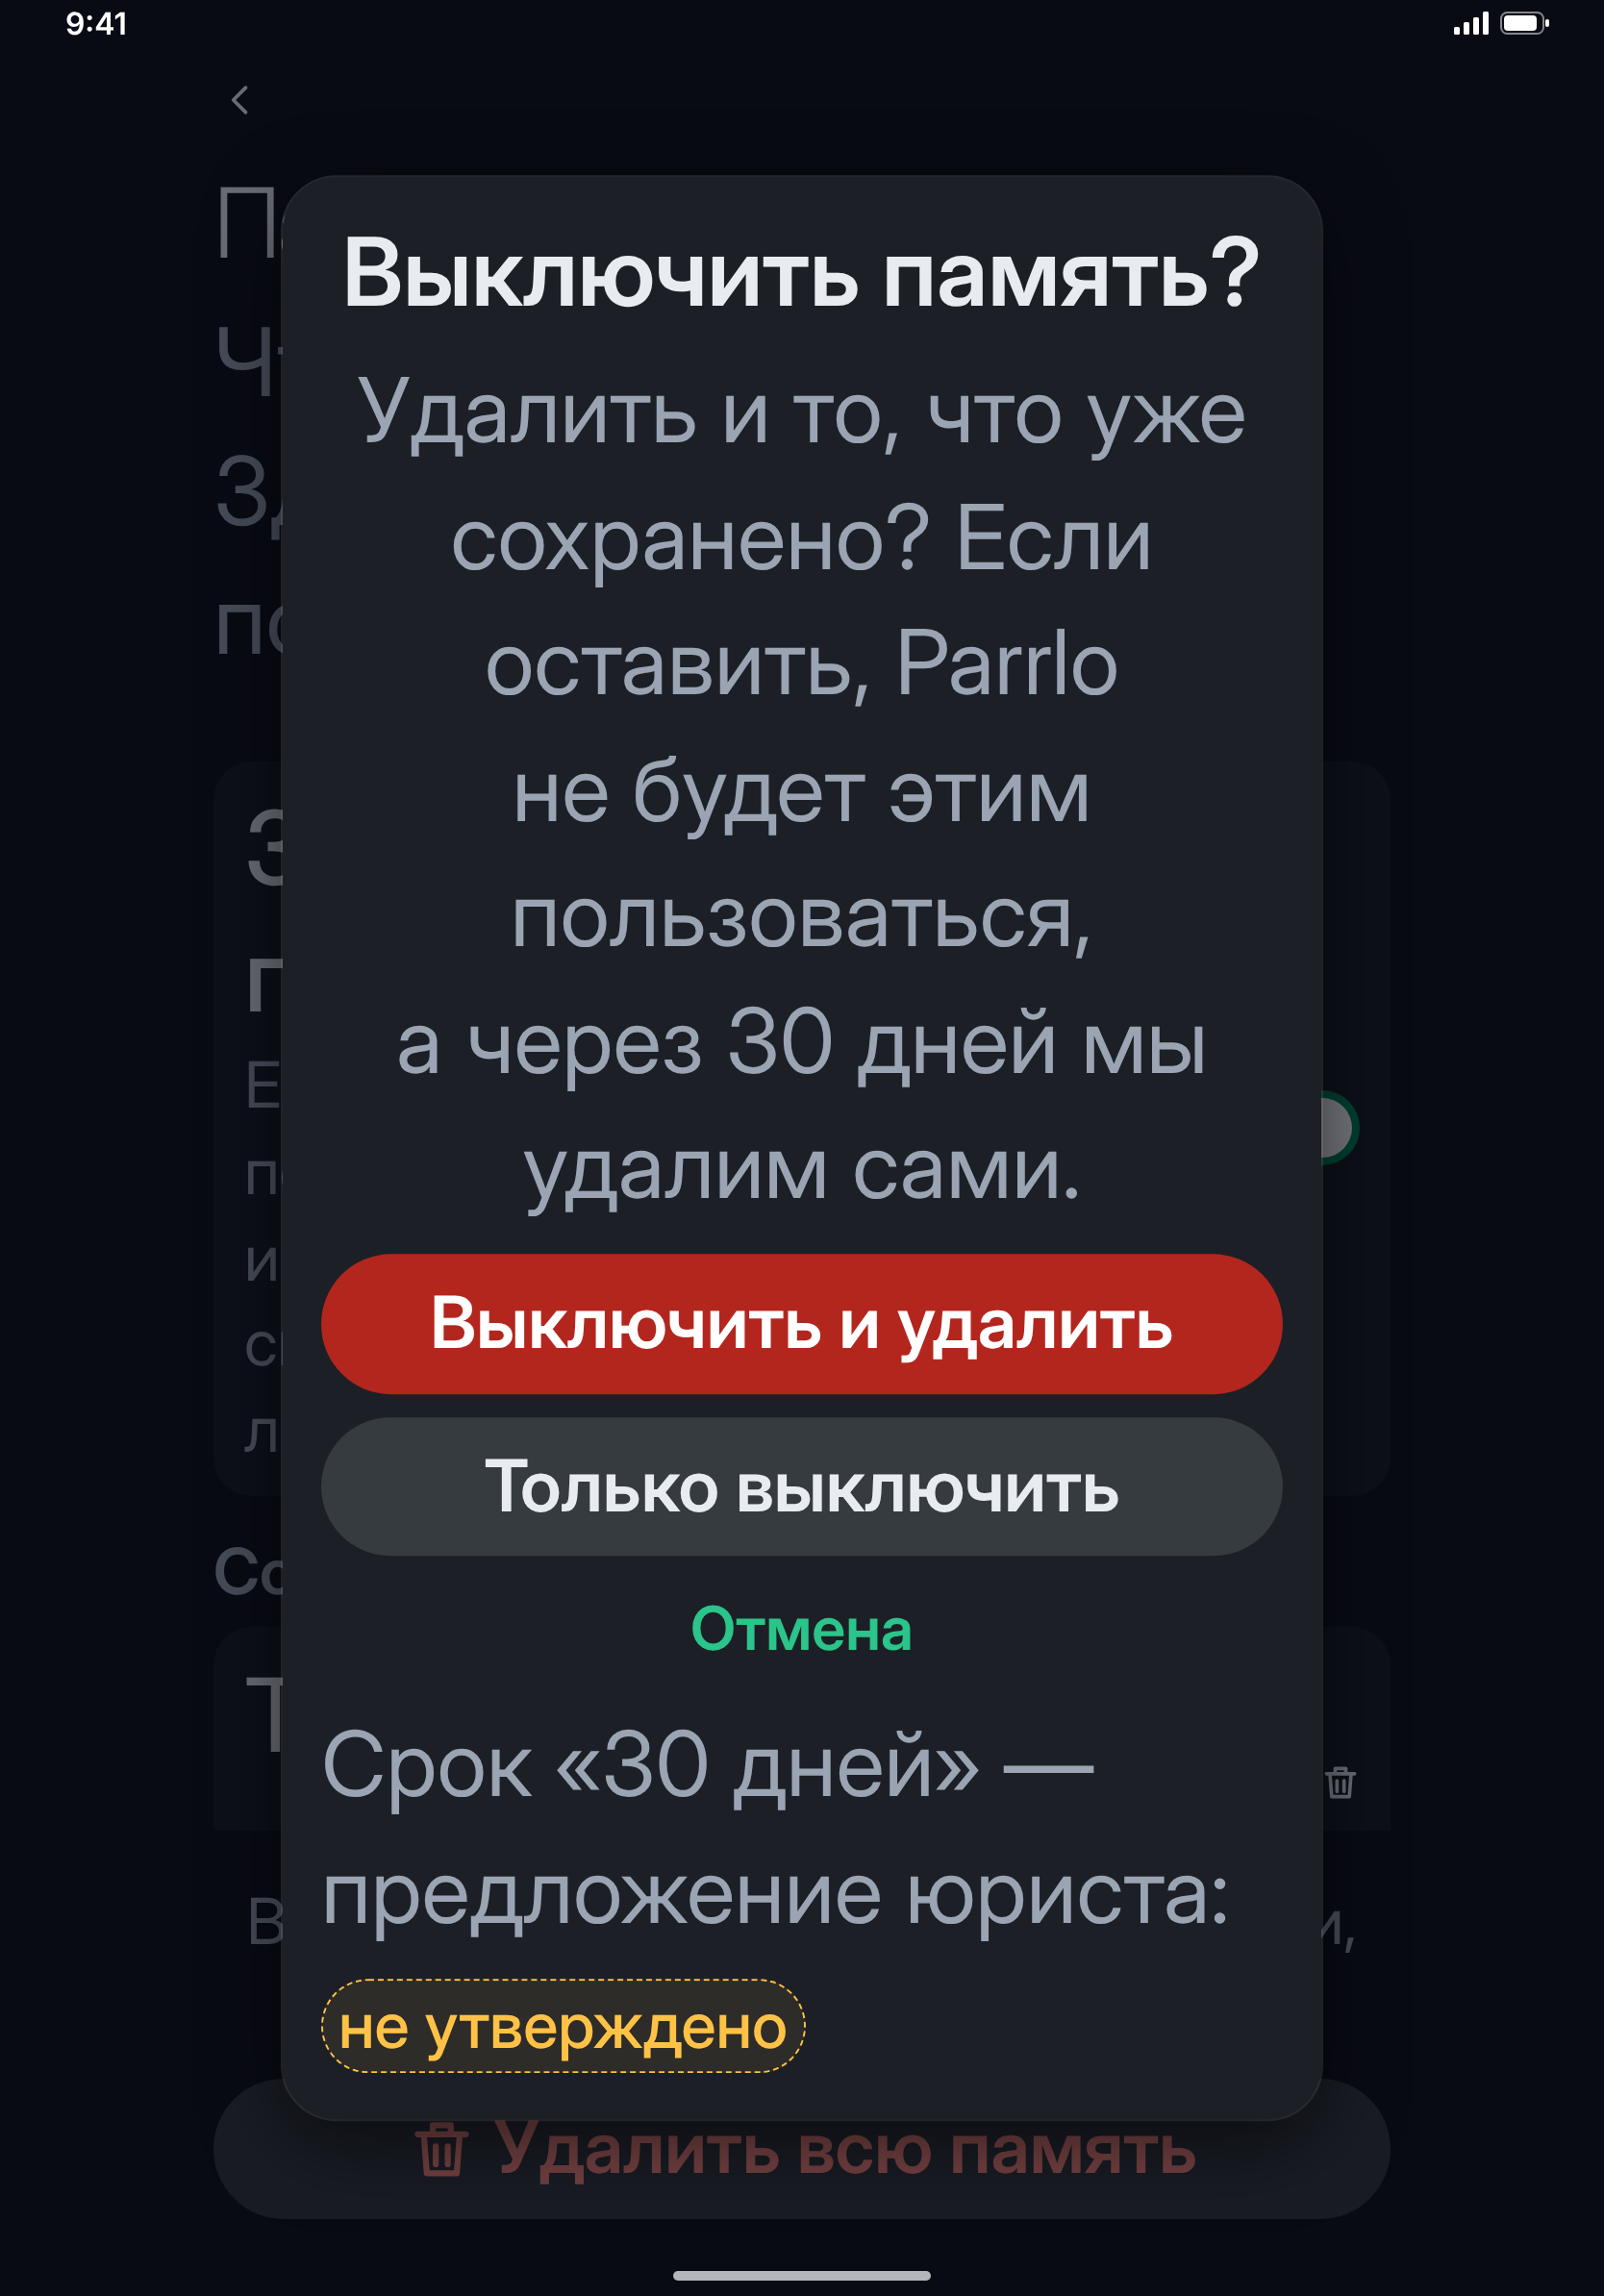 9:41
Выключить память?
Удалить и то, что уже
сохранено? Если
оставить, Parrlo
не будет этим
пользоваться,
а через 30 дней мы
удалим сами.
Выключить и удалить
Только выключить
Отмена
Срок «30 дней» —
предложение юриста:
не утверждено
Удалить всю память